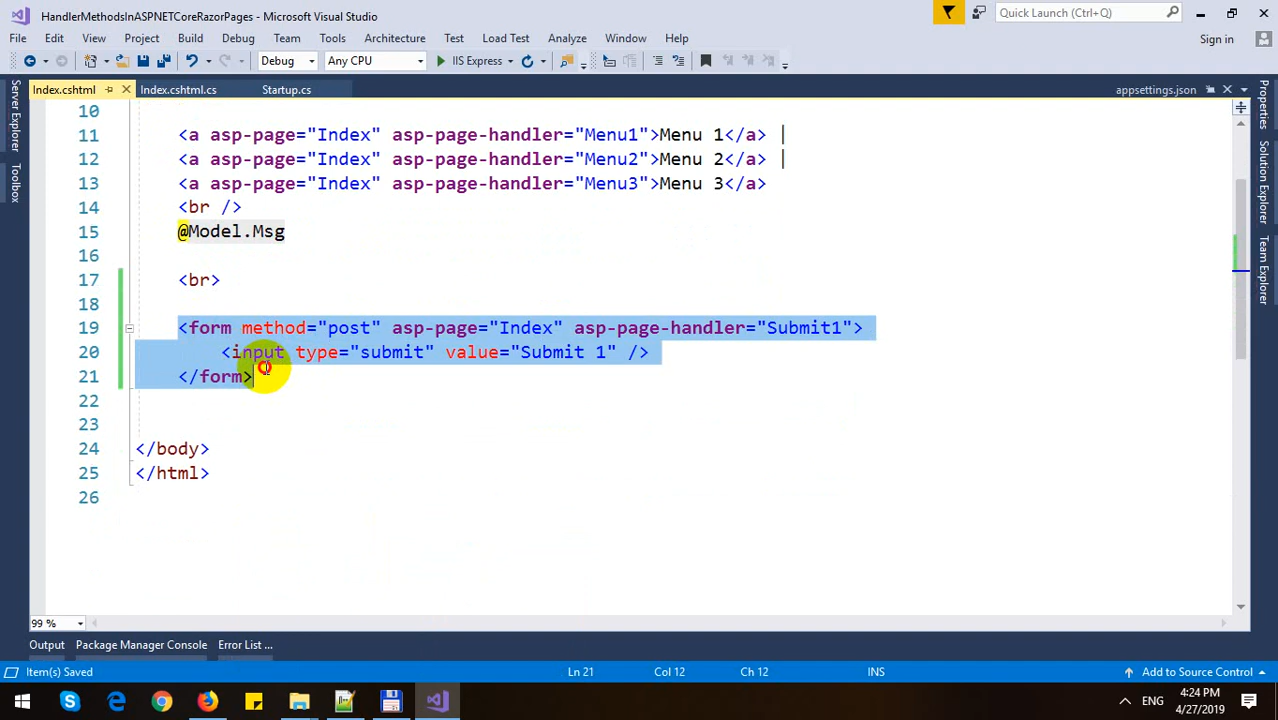 HandlerMethodsInASPNETCoreRazorPages - Microsoft Visual Studio
Quick Launch (Ctrl+Q)
File Edit View Project Build Debug Team Tools Architecture Test Load Test Analyze Window Help
Sign in
Debug Any CPU IIS Express
Index.cshtml Index.cshtml.cs Startup.cs appsettings.json
Server Explorer
Toolbox
10
11 <a asp-page="Index" asp-page-handler="Menu1">Menu 1</a> |
12 <a asp-page="Index" asp-page-handler="Menu2">Menu 2</a> |
13 <a asp-page="Index" asp-page-handler="Menu3">Menu 3</a>
14 <br />
15 @Model.Msg
16
17 <br>
18
19 <form method="post" asp-page="Index" asp-page-handler="Submit1">
20 <input type="submit" value="Submit 1" />
21 </form>
22
23
24 </body>
25 </html>
26
Properties
Solution Explorer
Team Explorer
99 %
Output Package Manager Console Error List ...
Item(s) Saved Ln 21 Col 12 Ch 12 INS Add to Source Control
ENG
4:24 PM
4/27/2019